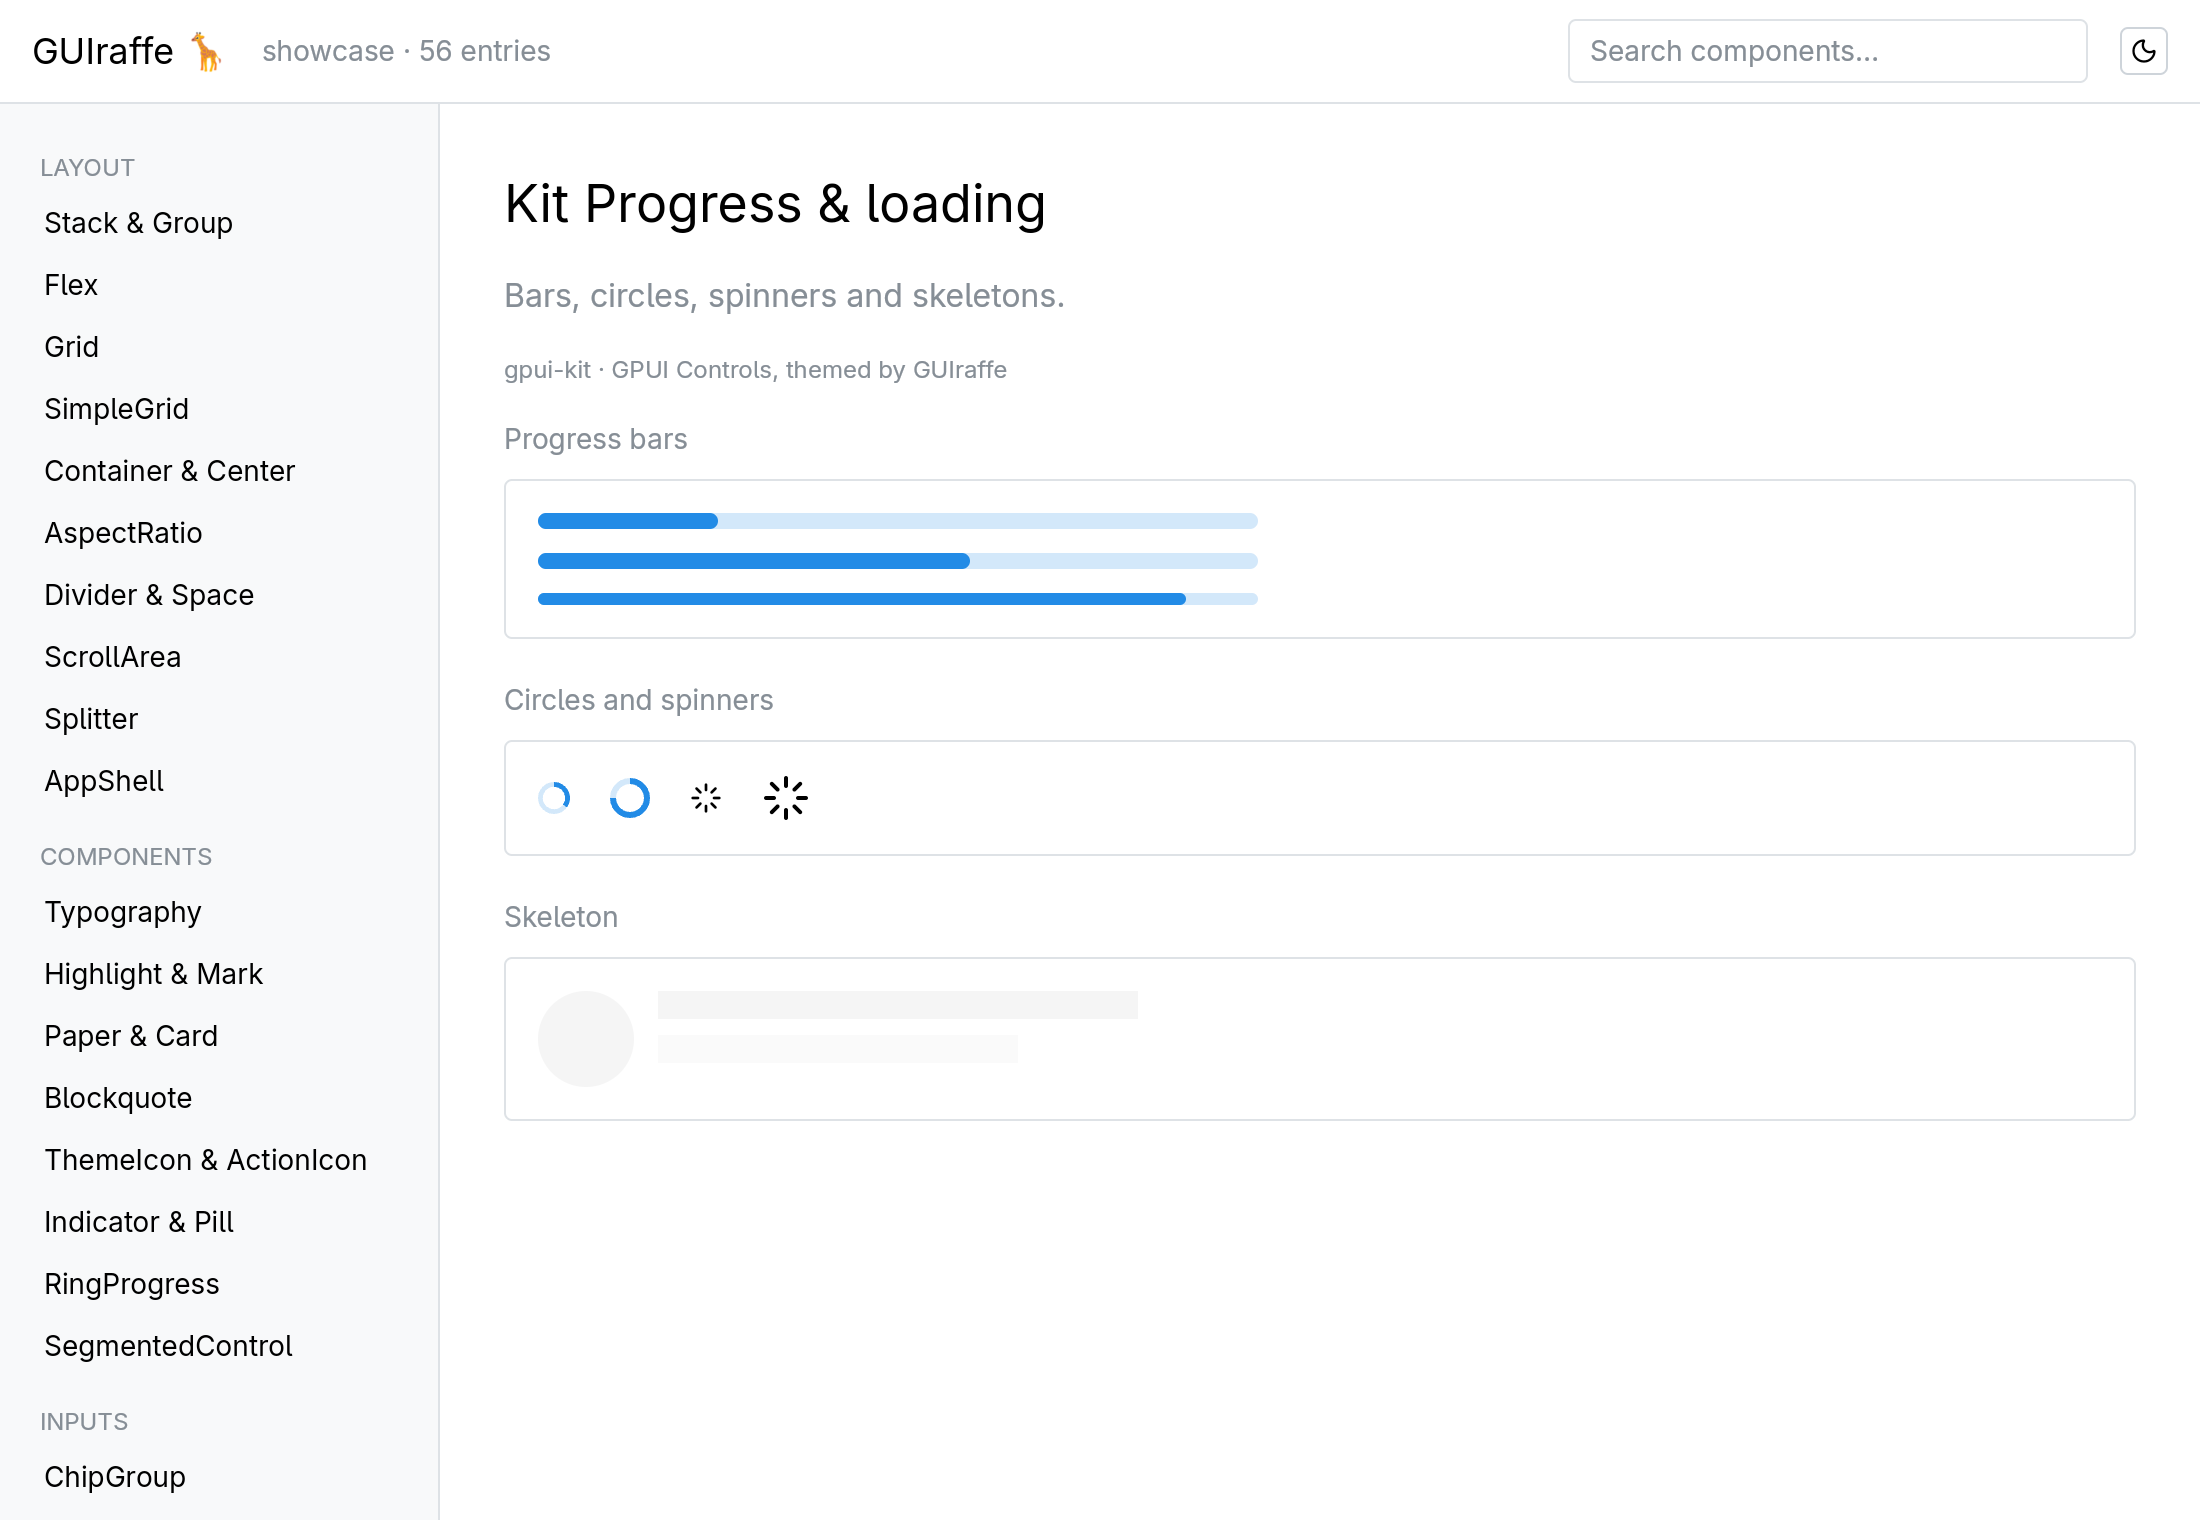 GUIraffe 🦒 showcase · 56 entries
Search components...
LAYOUT
Stack & Group
Flex
Grid
SimpleGrid
Container & Center
AspectRatio
Divider & Space
ScrollArea
Splitter
AppShell
COMPONENTS
Typography
Highlight & Mark
Paper & Card
Blockquote
ThemeIcon & ActionIcon
Indicator & Pill
RingProgress
SegmentedControl
INPUTS
ChipGroup
Kit Progress & loading
Bars, circles, spinners and skeletons.
gpui-kit · GPUI Controls, themed by GUIraffe
Progress bars
Circles and spinners
Skeleton